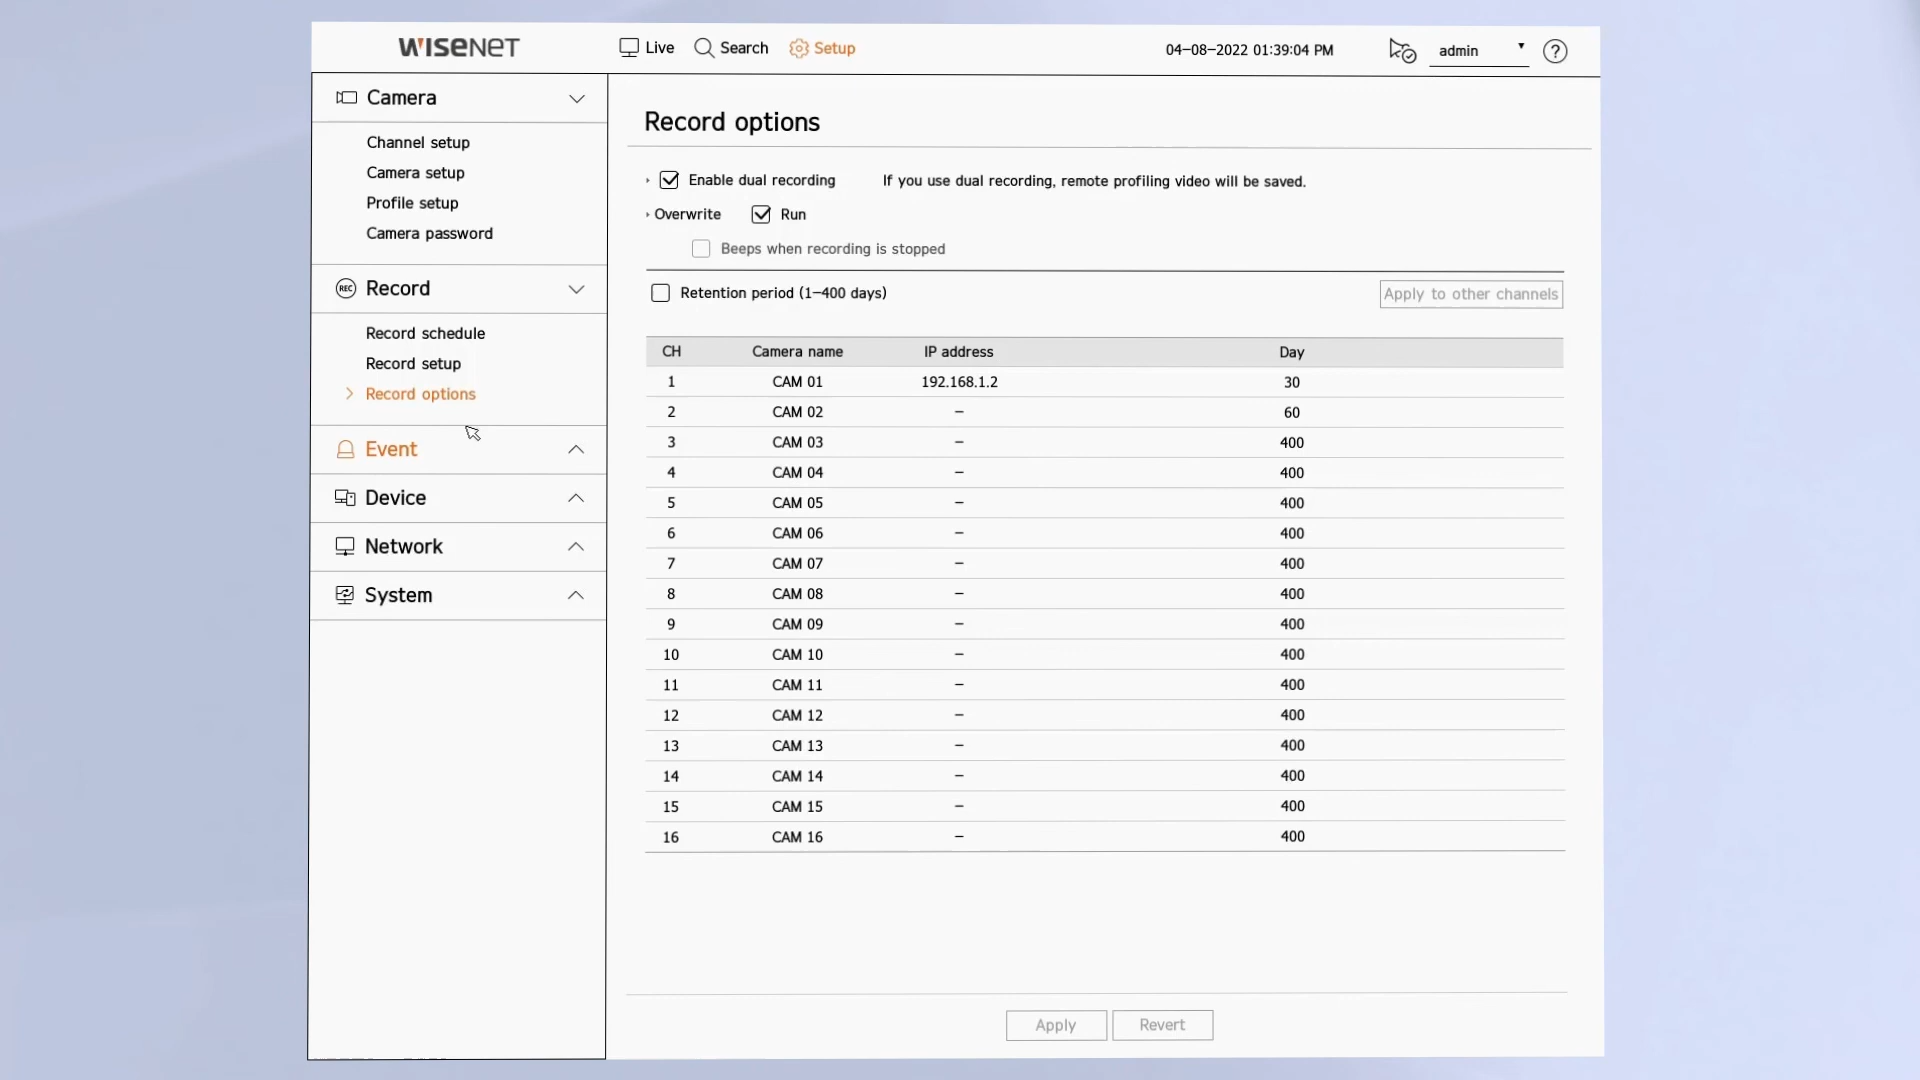 WISENET
Live Search Setup
04-08-2022 01:39:04 PM
admin
?
Camera
Channel setup
Camera setup
Profile setup
Camera password
REC Record
Record schedule
Record setup
Record options
Event
Device
Network
System
Record options
Enable dual recording If you use dual recording, remote profiling video will be saved.
Overwrite Run
Beeps when recording is stopped
Retention period (1-400 days) Apply to other channels
CH Camera name IP address Day
1 CAM 01 192.168.1.2 30
2 CAM 02 - 60
3 CAM 03 - 400
4 CAM 04 - 400
5 CAM 05 - 400
6 CAM 06 - 400
7 CAM 07 - 400
8 CAM 08 - 400
9 CAM 09 - 400
10 CAM 10 - 400
11 CAM 11 - 400
12 CAM 12 - 400
13 CAM 13 - 400
14 CAM 14 - 400
15 CAM 15 - 400
16 CAM 16 - 400
Apply Revert